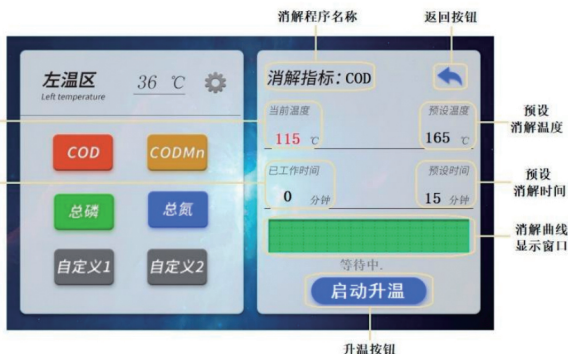 消解程序名称
返回按钮
左温区
Left temperature
36 ℃
消解指标：COD
当前温度
预设温度
115 ℃
165 ℃
预设
消解温度
COD
CODMn
已工作时间
预设时间
0 分钟
15 分钟
预设
消解时间
总磷
总氮
消解曲线
显示窗口
自定义1
自定义2
等待中.
启动升温
升温按钮